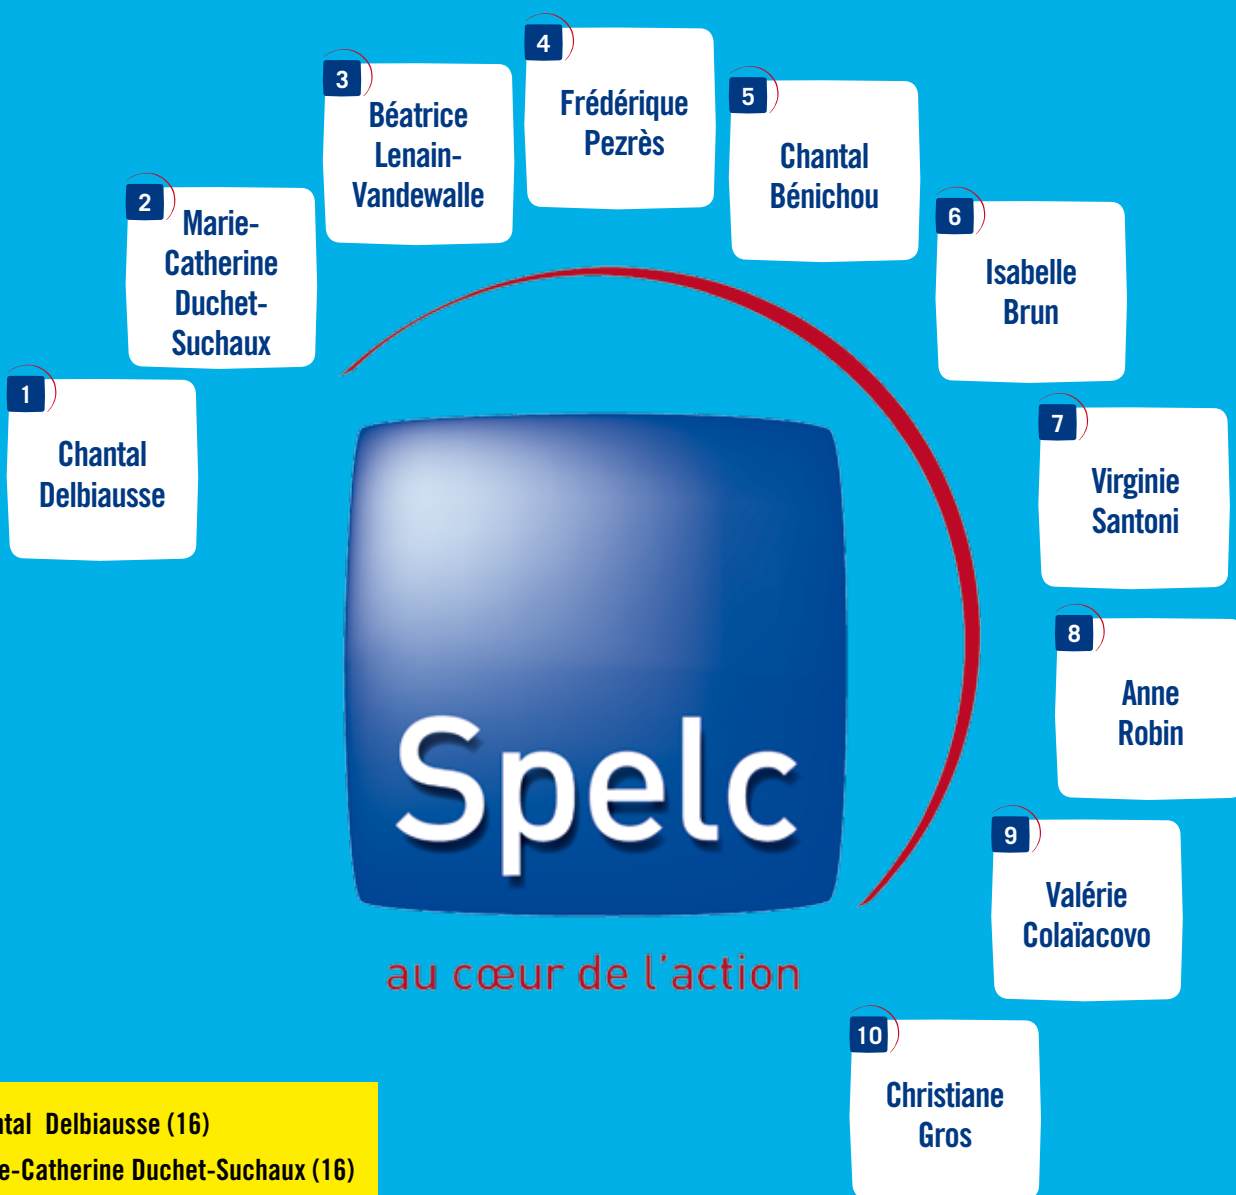 1
Chantal
Delbiausse
2
Marie-
Catherine
Duchet-
Suchaux
3
Béatrice
Lenain-
Vandewalle
4
Frédérique
Pezrès
5
Chantal
Bénichou
6
Isabelle
Brun
7
Virginie
Santoni
8
Anne
Robin
9
Valérie
Colaïacovo
10
Christiane
Gros
Spelc
au cœur de l'action
ntal Delbiausse (16)
e-Catherine Duchet-Suchaux (16)